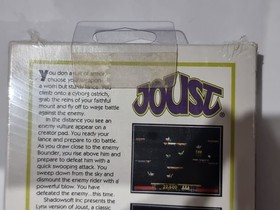 You don a suit of armor,
choose your weapon,
a worn but sturdy lance. You
climb onto a cyborg ostrich,
grab the reins of your faithful
mount and fly off to wage battle
against the enemy.
In the distance you see an
enemy vulture appear on a
creator pad. You ready your
lance and prepare to do battle.
As you draw close to the enemy
Bounder, you rise above him and
prepare to defeat him with a
quick swooping attack. You
sweep down from the sky and
dismount the enemy rider with a
powerful blow. You have
defeated the enemy...this time.
Shadowsoft Inc presents the
Lynx version of Joust, a classic
JOUST